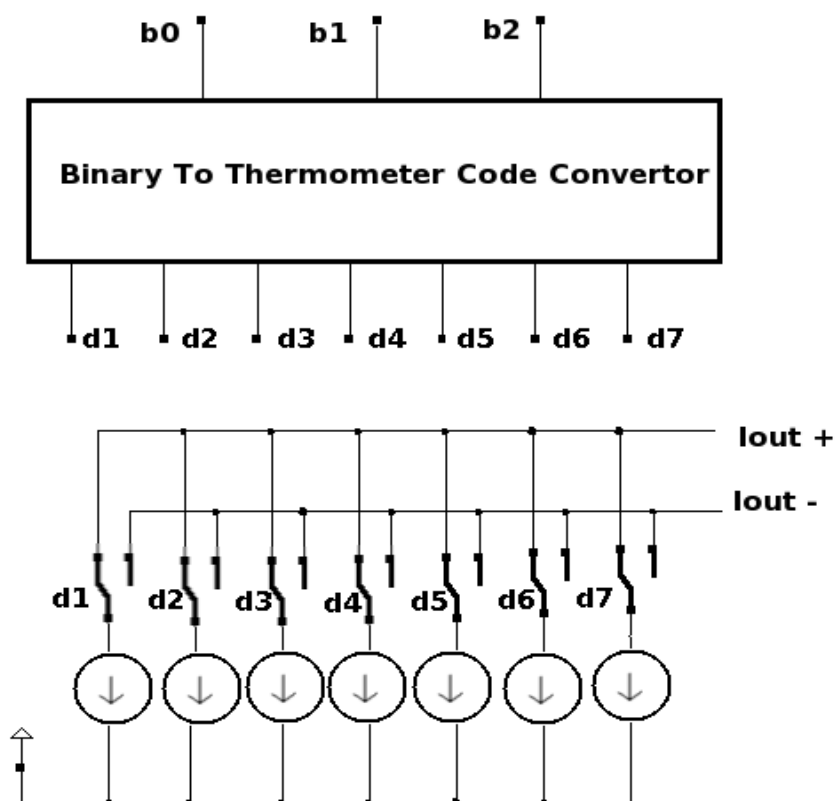 b0 b1 b2
Binary To Thermometer Code Convertor
d1 d2 d3 d4 d5 d6 d7
Iout +
Iout -
d1 d2 d3 d4 d5 d6 d7